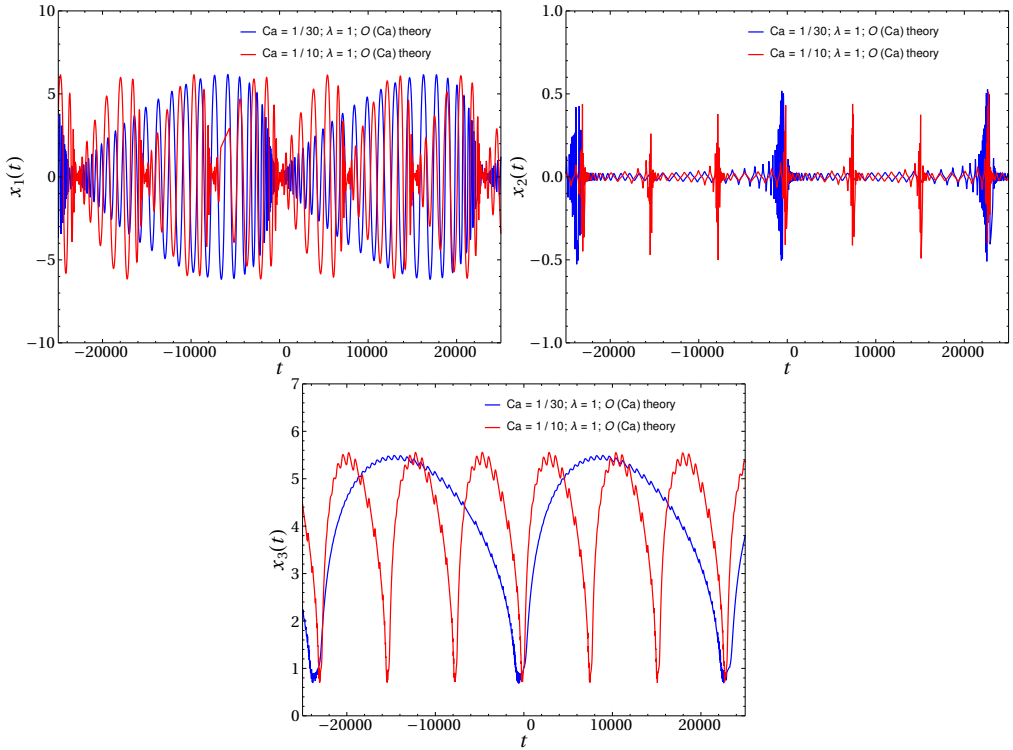 10
5
0
−5
−10
x₁(t)
Ca = 1 / 30; λ = 1; O (Ca) theory
Ca = 1 / 10; λ = 1; O (Ca) theory
−20000 −10000 0 10000 20000
t
1.0
0.5
0.0
−0.5
−1.0
x₂(t)
Ca = 1 / 30; λ = 1; O (Ca) theory
Ca = 1 / 10; λ = 1; O (Ca) theory
−20000 −10000 0 10000 20000
t
7
6
5
4
3
2
1
0
x₃(t)
Ca = 1 / 30; λ = 1; O (Ca) theory
Ca = 1 / 10; λ = 1; O (Ca) theory
−20000 −10000 0 10000 20000
t